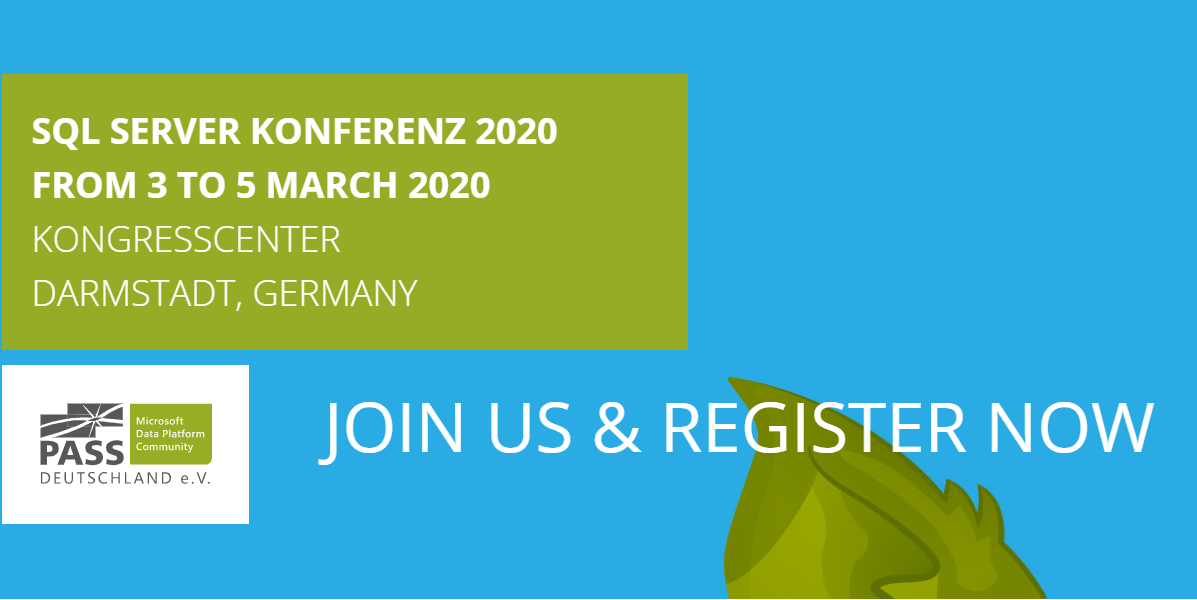 SQL SERVER KONFERENZ 2020
FROM 3 TO 5 MARCH 2020
KONGRESSCENTER
DARMSTADT, GERMANY
JOIN US & REGISTER NOW
PASS
Microsoft
Data Platform
Community
DEUTSCHLAND e.V.